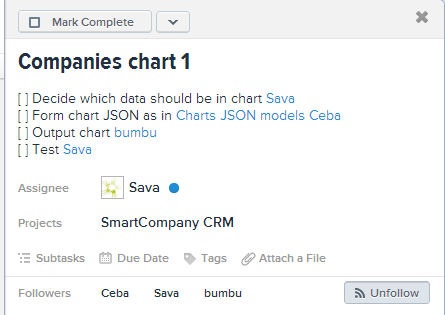 Mark Complete
Companies chart 1
[ ] Decide which data should be in chart Sava
[ ] Form chart JSON as in Charts JSON models Ceba
[ ] Output chart bumbu
[ ] Test Sava
Assignee Sava
Projects SmartCompany CRM
Subtasks Due Date Tags Attach a File
Followers Ceba Sava bumbu Unfollow